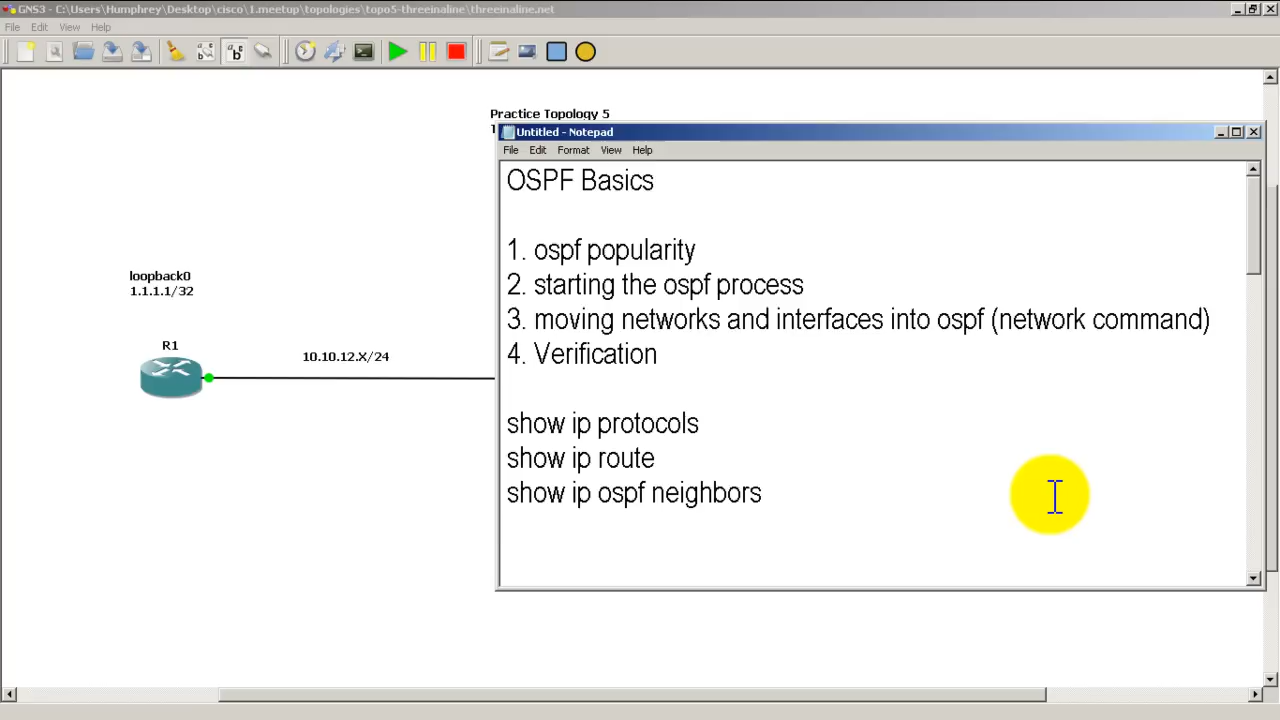 GNS3 - C:\Users\Humphrey\Desktop\cisco\1.meetup\topologies\topo5-threeinaline\threeinaline.net
File Edit View Help
Practice Topology 5
Untitled - Notepad
File Edit Format View Help
OSPF Basics
1. ospf popularity
2. starting the ospf process
3. moving networks and interfaces into ospf (network command)
4. Verification
show ip protocols
show ip route
show ip ospf neighbors
loopback0
1.1.1.1/32
R1
10.10.12.X/24